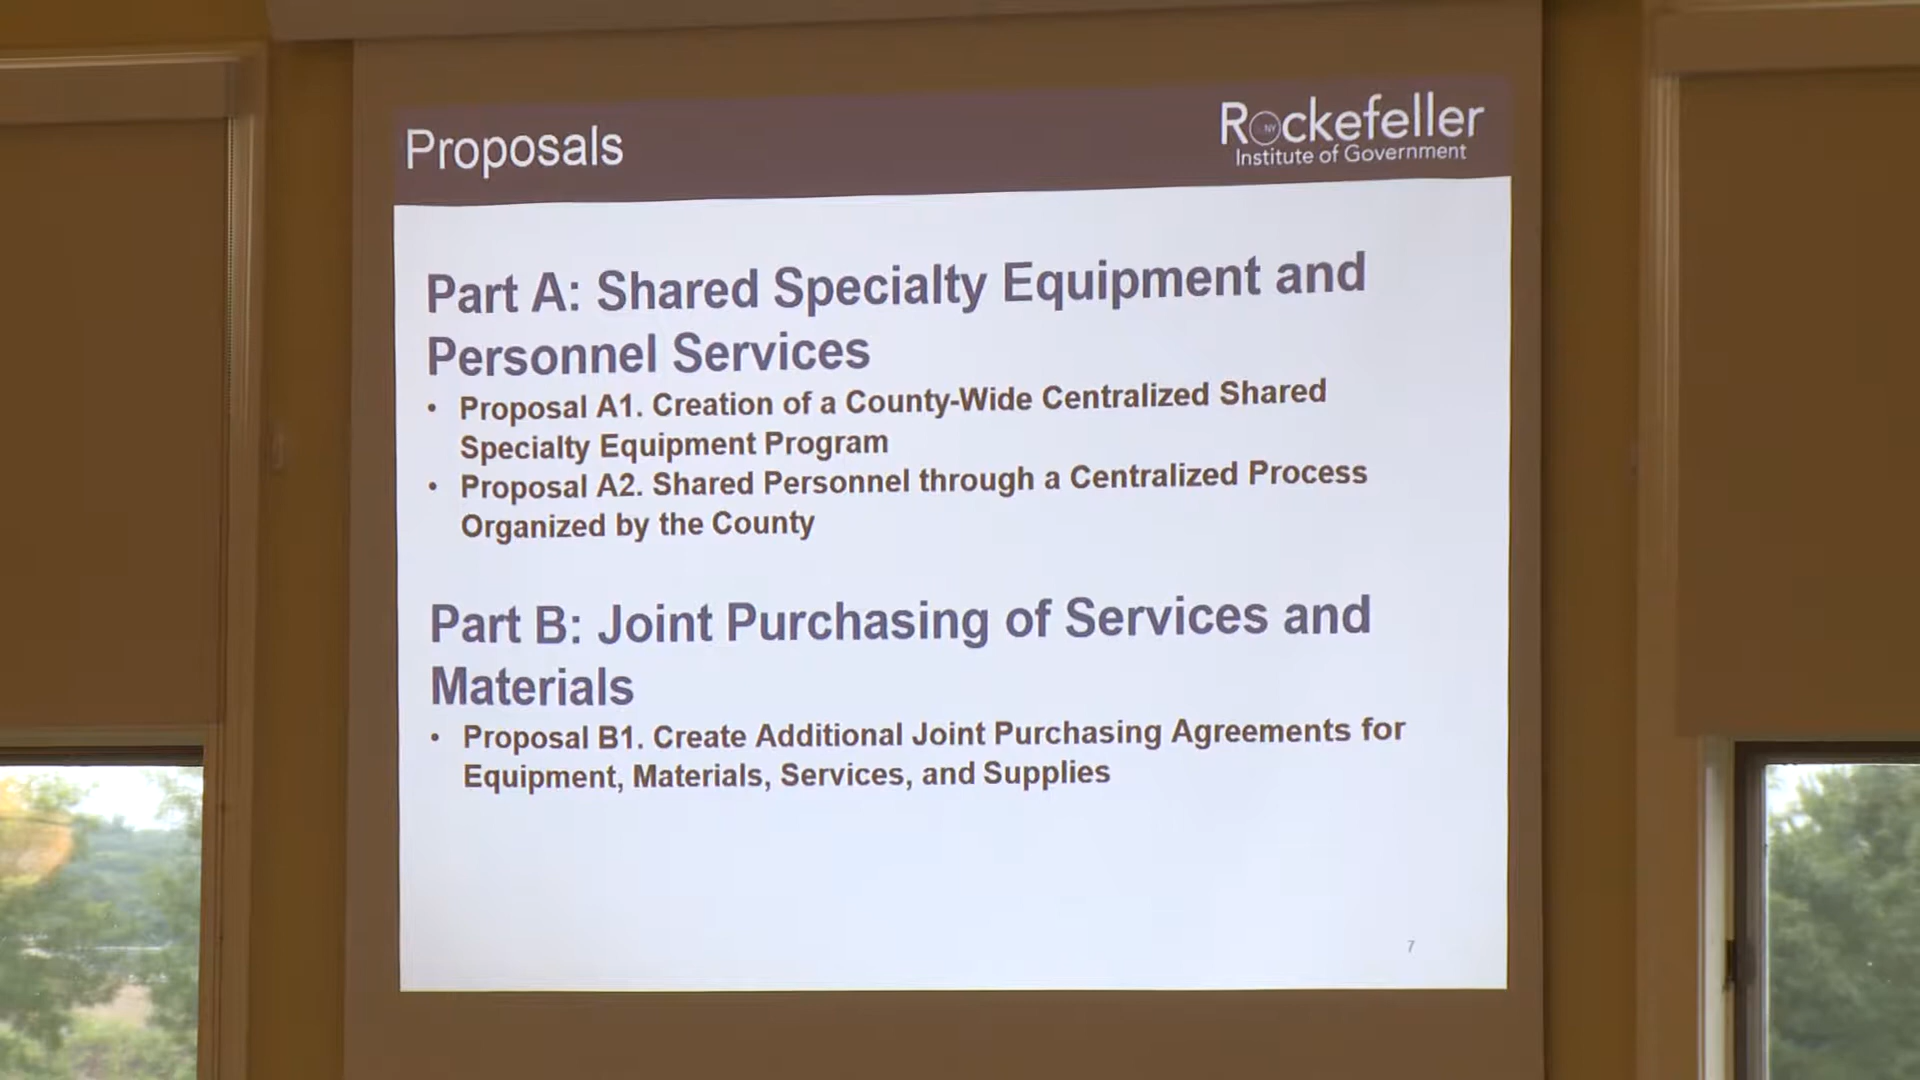 Proposals
Rockefeller
NY
Institute of Government
Part A: Shared Specialty Equipment and
Personnel Services
• Proposal A1. Creation of a County-Wide Centralized Shared
Specialty Equipment Program
• Proposal A2. Shared Personnel through a Centralized Process
Organized by the County
Part B: Joint Purchasing of Services and
Materials
• Proposal B1. Create Additional Joint Purchasing Agreements for
Equipment, Materials, Services, and Supplies
7